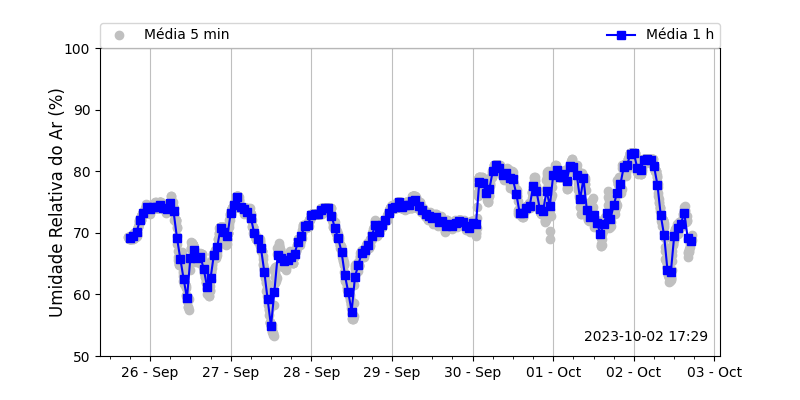 Média 5 min
Média 1 h
Umidade Relativa do Ar (%)
100
90
80
70
60
50
2023-10-02 17:29
26 - Sep
27 - Sep
28 - Sep
29 - Sep
30 - Sep
01 - Oct
02 - Oct
03 - Oct